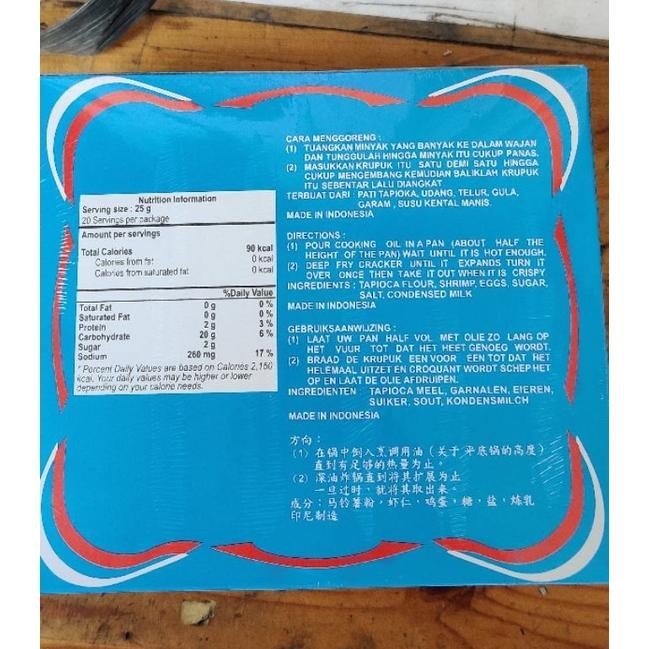 Nutrition Information
Serving size : 25 g
20 Servings per package
Amount per servings
Total Calories 90 kcal
Calories from fat 0 kcal
Calories from saturated fat 0 kcal
%Daily Value
Total Fat 0 g 0 %
Saturated Fat 0 g 0 %
Protein 2 g 3 %
Carbohydrate 20 g 6 %
Sugar 2 g
Sodium 260 mg 17 %
* Percent Daily Values are based on Calories 2,150
kcal. Your daily values may be higher or lower
depending on your calorie needs.
CARA MENGGORENG :
(1) TUANGKAN MINYAK YANG BANYAK KE DALAM WAJAN
DAN TUNGGULAH HINGGA MINYAK ITU CUKUP PANAS.
(2) MASUKKAN KRUPUK ITU SATU DEMI SATU HINGGA
CUKUP MENGEMBANG KEMUDIAN BALIKLAH KRUPUK
ITU SEBENTAR LALU DIANGKAT
TERBUAT DARI : PATI TAPIOKA, UDANG, TELUR, GULA,
GARAM , SUSU KENTAL MANIS.
MADE IN INDONESIA
DIRECTIONS :
(1) POUR COOKING OIL IN A PAN (ABOUT HALF THE
HEIGHT OF THE PAN) WAIT UNTIL IT IS HOT ENOUGH.
(2) DEEP FRY CRACKER UNTIL IT EXPANDS TURN IT
OVER ONCE THEN TAKE IT OUT WHEN IT IS CRISPY
INGREDIENTS : TAPIOCA FLOUR, SHRIMP, EGGS, SUGAR,
SALT, CONDENSED MILK
MADE IN INDONESIA
GEBRUIKSAANWIJZING :
(1) LAAT UW PAN HALF VOL MET OLIE ZO LANG OP
HET VUUR TOT DAT HET HEET GENOEG WORDT.
(2) BRAAD DE KRUPUK EEN VOOR EEN TOT DAT HET
HELEMAAL UITZET EN CROQUANT WORDT SCHEP HET
OP EN LAAT DE OLIE AFDRUIPEN.
INGREDIENTEN : TAPIOCA MEEL, GARNALEN, EIEREN,
SUIKER, SOUT, KONDENSMILCH
MADE IN INDONESIA
方向：
(1) 在锅中倒入烹调用油 (关于平底锅的高度)
直到有足够的热量为止。
(2) 深油炸锅直到将其扩展为止
一旦过时，就将其取出来。
成分：马铃薯粉，虾仁，鸡蛋，糖，盐，炼乳
印尼制造